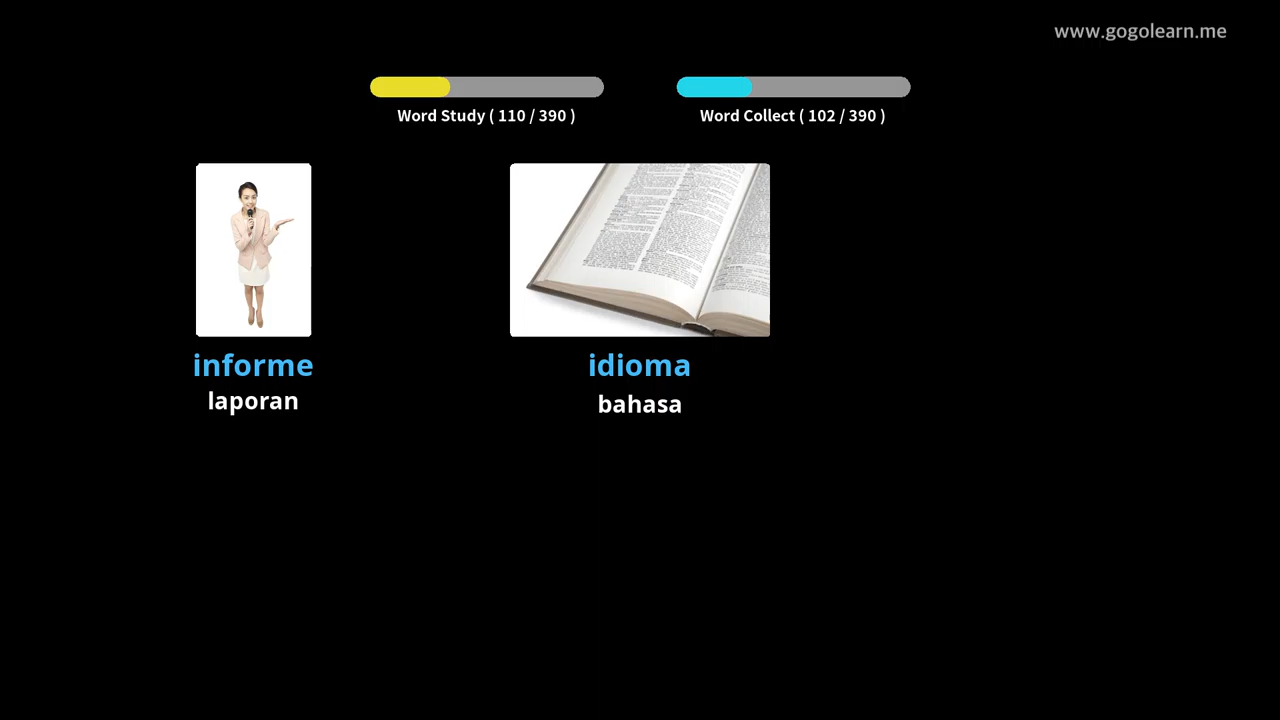 www.gogolearn.me
Word Study ( 110 / 390 )
Word Collect ( 102 / 390 )
informe
laporan
idioma
bahasa